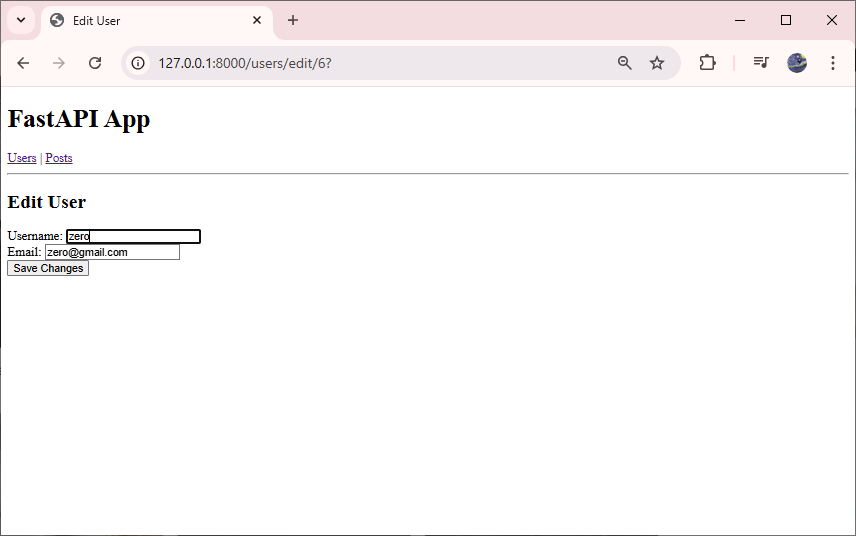 Edit User
127.0.0.1:8000/users/edit/6?
FastAPI App
Users | Posts
Edit User
Username: zero
Email: zero@gmail.com
Save Changes